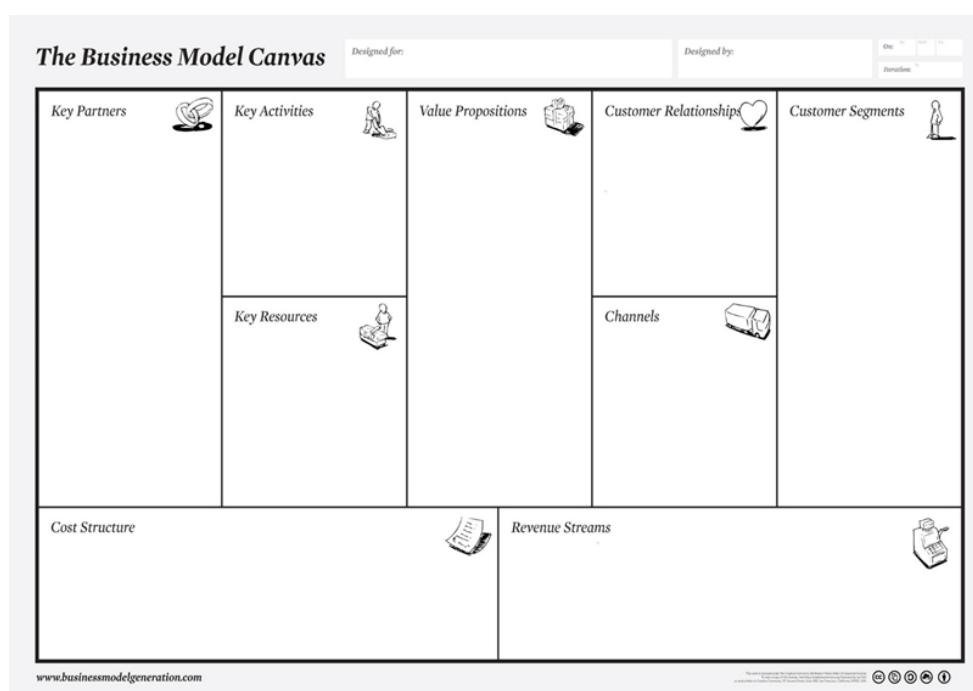 The Business Model Canvas
Designed for:
Designed by:
On:
Iteration:
Key Partners
Key Activities
Value Propositions
Customer Relationships
Customer Segments
Key Resources
Channels
Cost Structure
Revenue Streams
www.businessmodelgeneration.com